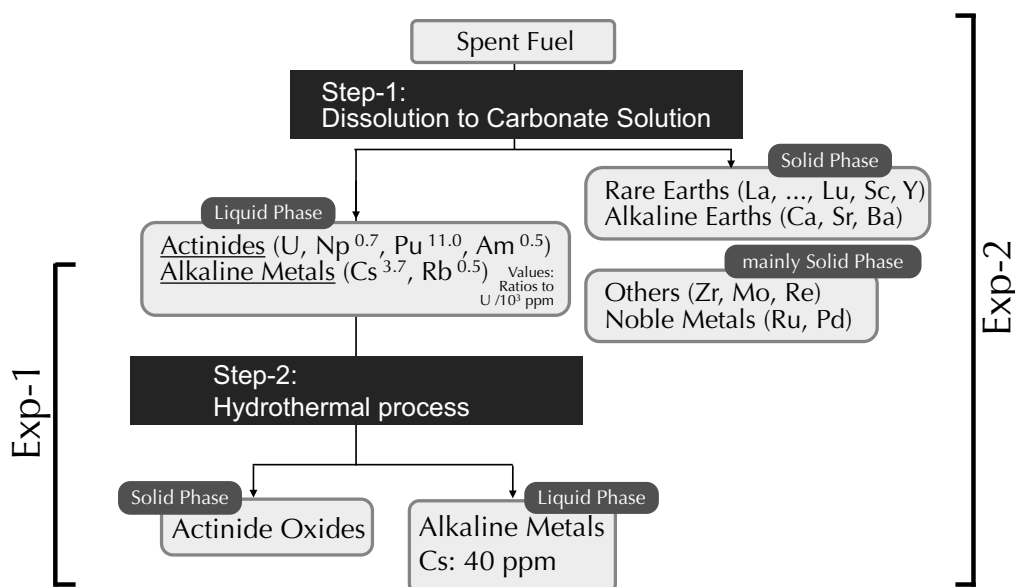 Spent Fuel
Step-1:
Dissolution to Carbonate Solution
Solid Phase
Rare Earths (La, ..., Lu, Sc, Y)
Alkaline Earths (Ca, Sr, Ba)
Liquid Phase
Actinides (U, Np 0.7, Pu 11.0, Am 0.5)
Alkaline Metals (Cs 3.7, Rb 0.5)
Values:
Ratios to
U /10³ ppm
mainly Solid Phase
Others (Zr, Mo, Re)
Noble Metals (Ru, Pd)
Step-2:
Hydrothermal process
Solid Phase
Actinide Oxides
Liquid Phase
Alkaline Metals
Cs: 40 ppm
Exp-1
Exp-2